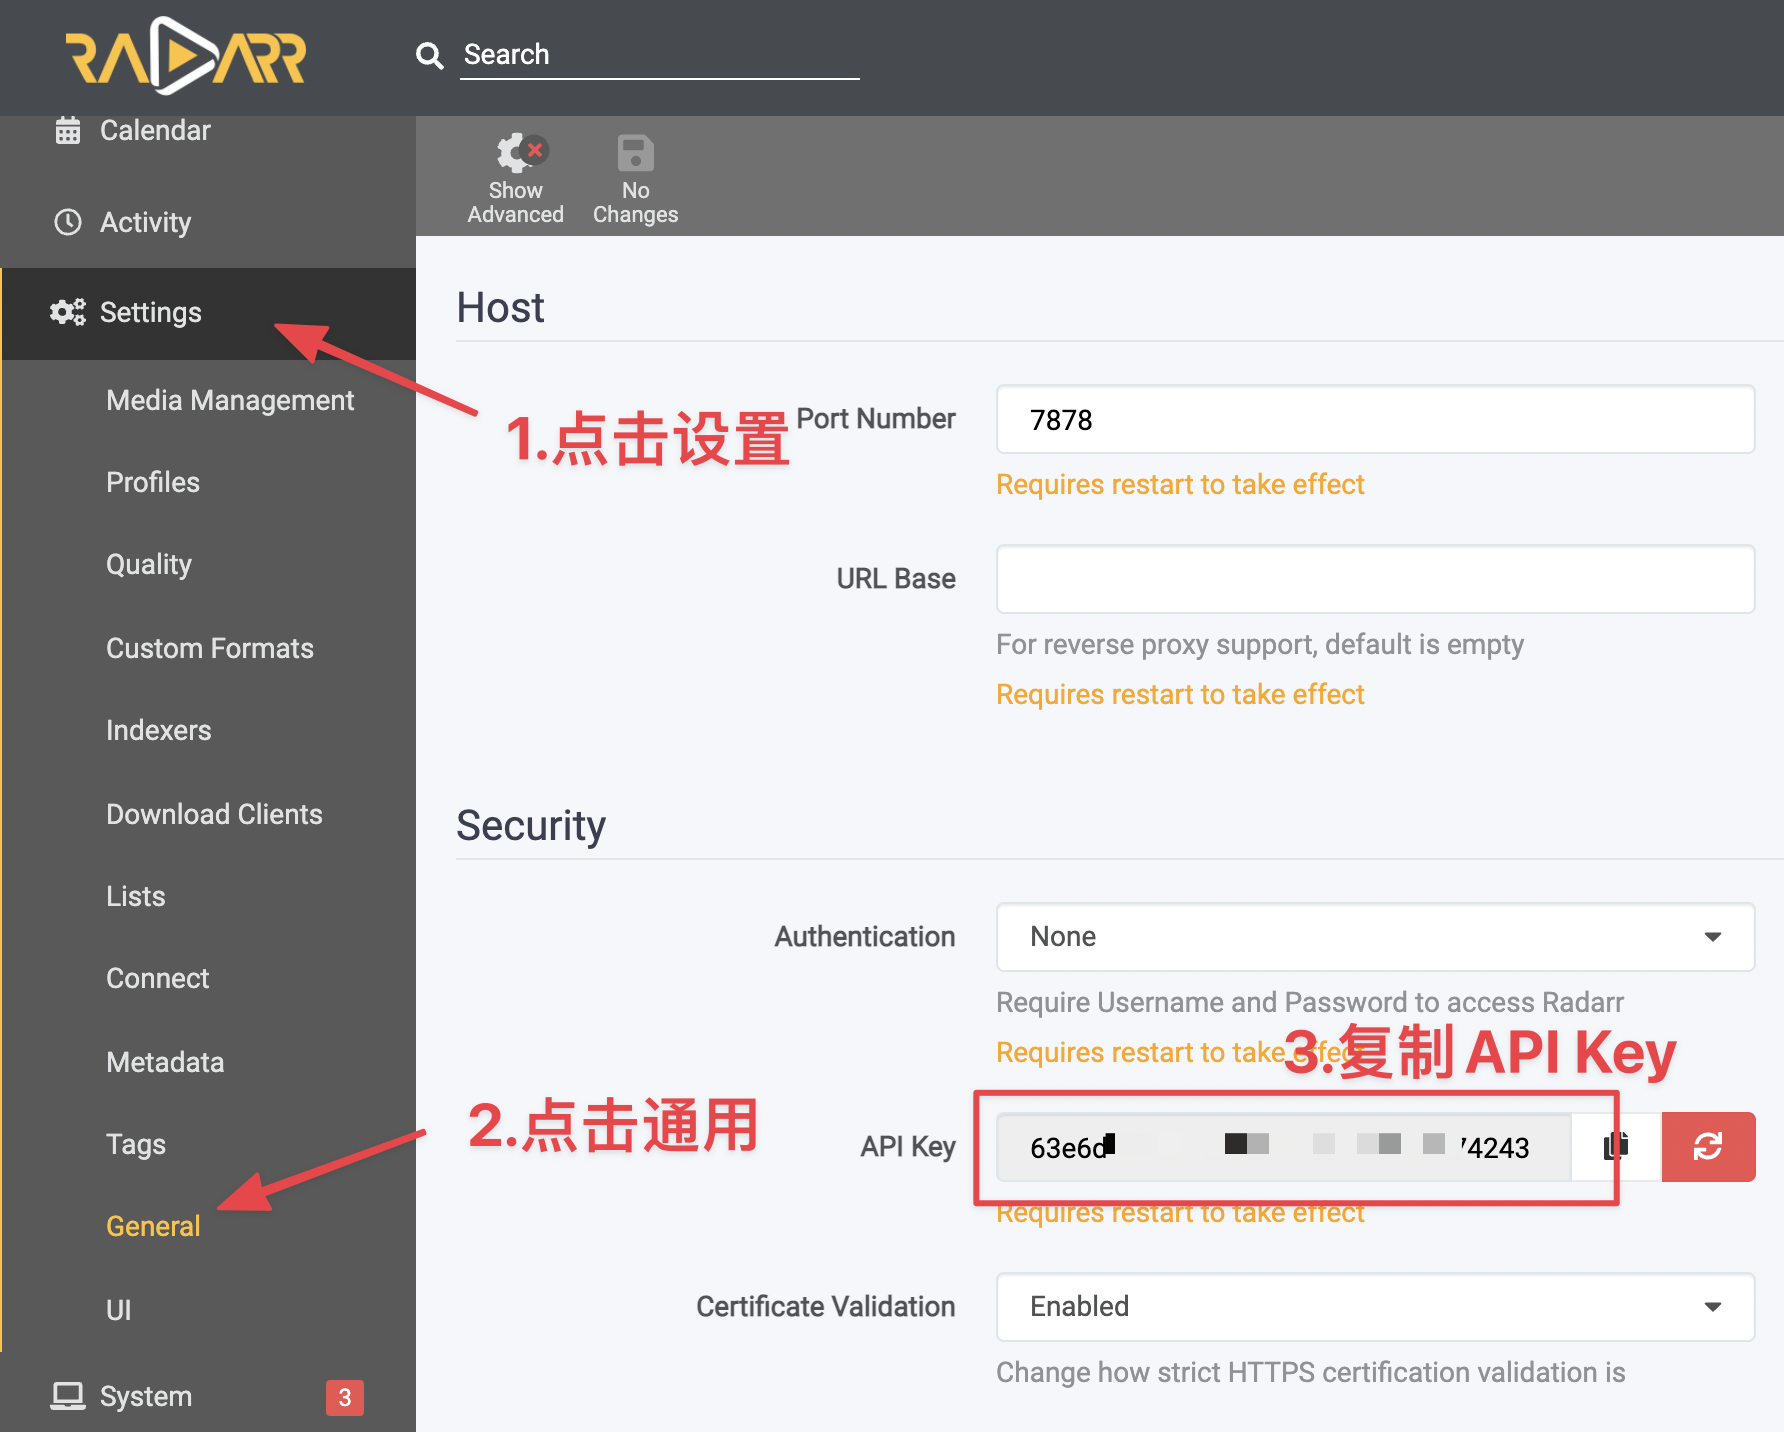 RADARR
Search
Calendar
Activity
Settings
Media Management
Profiles
Quality
Custom Formats
Indexers
Download Clients
Lists
Connect
Metadata
Tags
General
UI
System 3
Show Advanced
No Changes
Host
1.点击设置
Port Number 7878
Requires restart to take effect
URL Base
For reverse proxy support, default is empty
Requires restart to take effect
Security
Authentication None
Require Username and Password to access Radarr
Requires restart to take effect
3.复制 API Key
2.点击通用
API Key 63e6d 74243
Requires restart to take effect
Certificate Validation Enabled
Change how strict HTTPS certification validation is